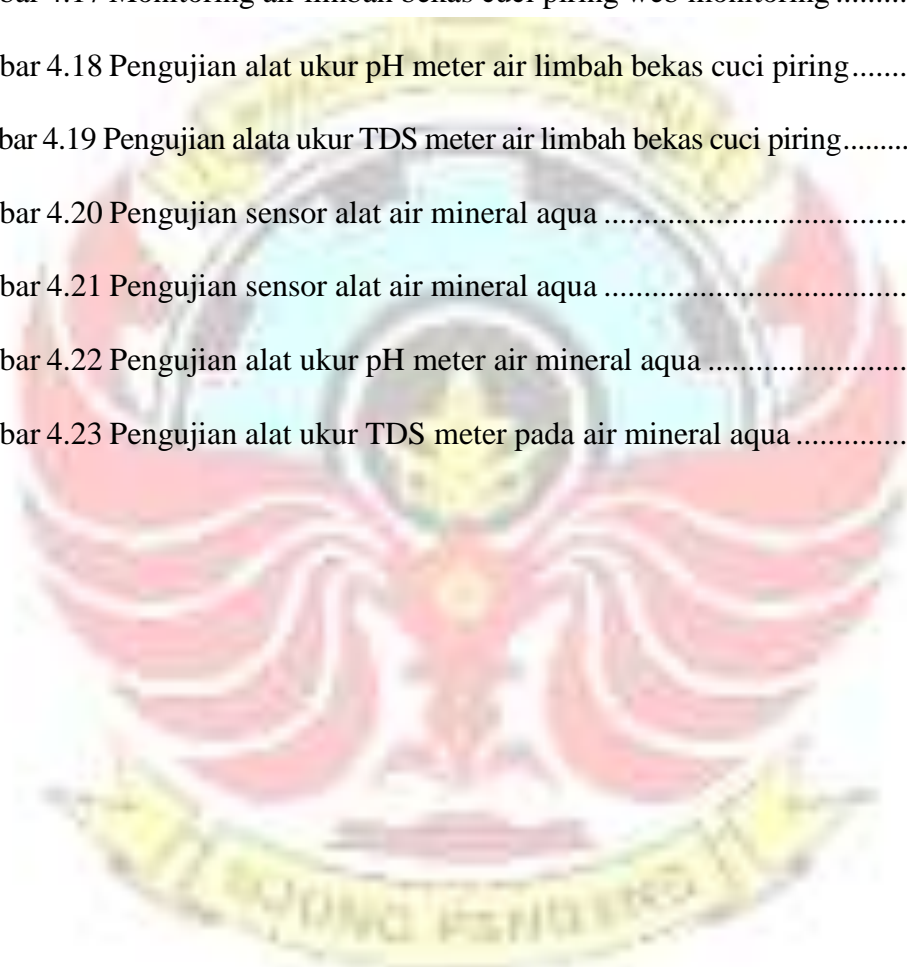 bar 4.17 Monitoring air limbah bekas cuci piring web monitoring .........
bar 4.18 Pengujian alat ukur pH meter air limbah bekas cuci piring.......
bar 4.19 Pengujian alata ukur TDS meter air limbah bekas cuci piring.........
bar 4.20 Pengujian sensor alat air mineral aqua ....................................
bar 4.21 Pengujian sensor alat air mineral aqua ....................................
bar 4.22 Pengujian alat ukur pH meter air mineral aqua ........................
bar 4.23 Pengujian alat ukur TDS meter pada air mineral aqua ..............
UJUNG PANDANG